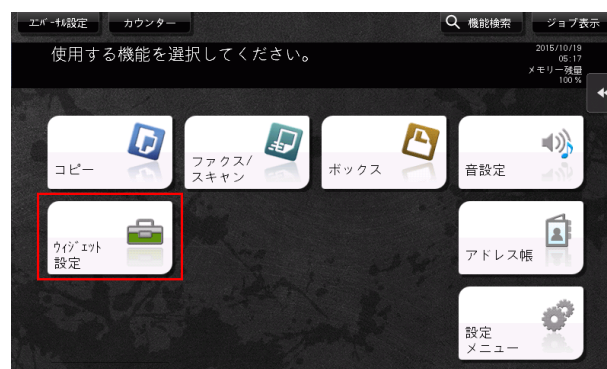 ﾕﾆﾊﾞｰｻﾙ設定 カウンター 機能検索 ジョブ表示
使用する機能を選択してください。
2015/10/19
05:17
メモリー残量
100 %
コピー
ファクス/
スキャン
ボックス
音設定
ｳｨｼﾞｪｯﾄ
設定
アドレス帳
設定
メニュー